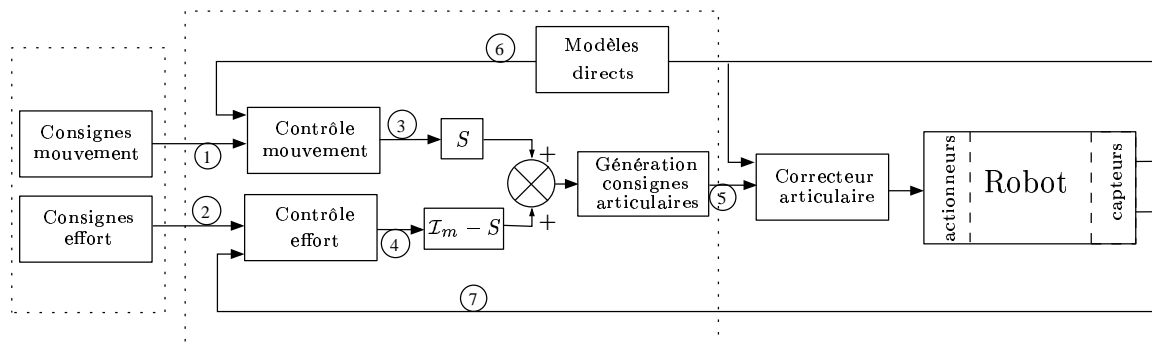 6
Modèles
directs
Consignes
mouvement
1
Contrôle
mouvement
3
S
+
+
Génération
consignes
articulaires
5
Correcteur
articulaire
actionneurs
Robot
capteurs
Consignes
effort
2
Contrôle
effort
4
I_m − S
7